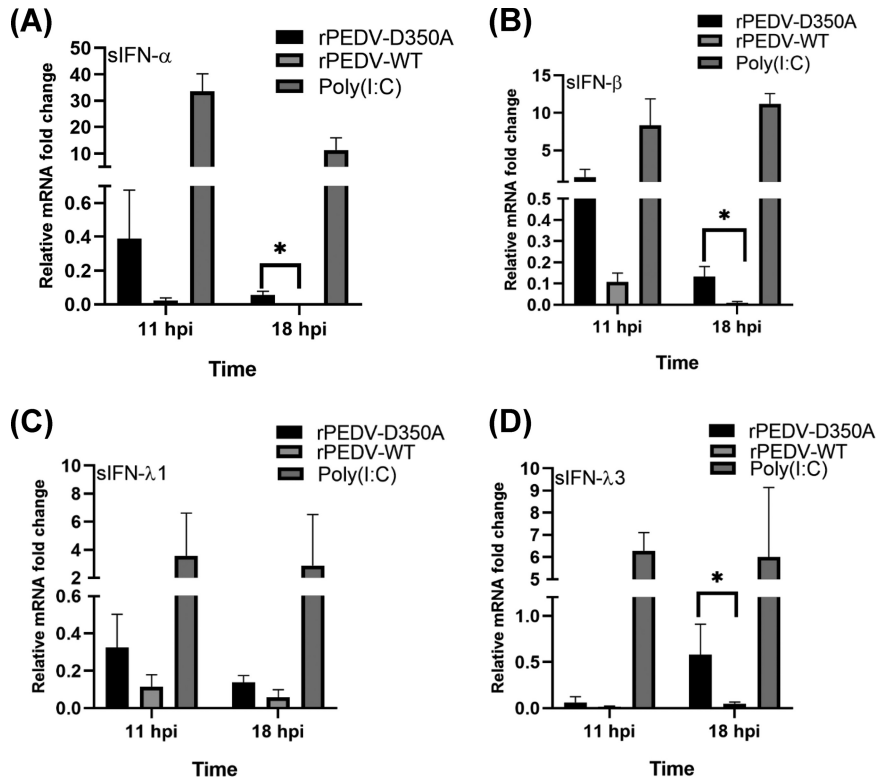 (A)
sIFN-α
rPEDV-D350A
rPEDV-WT
Poly(I:C)
Relative mRNA fold change
50
40
30
20
10
0.6
0.4
0.2
0.0
*
11 hpi 18 hpi
Time
(B)
sIFN-β
rPEDV-D350A
rPEDV-WT
Poly(I:C)
Relative mRNA fold change
15
10
5
0.5
0.4
0.3
0.2
0.1
0.0
*
11 hpi 18 hpi
Time
(C)
sIFN-λ1
rPEDV-D350A
rPEDV-WT
Poly(I:C)
Relative mRNA fold change
10
8
6
4
2
0.6
0.4
0.2
0.0
11 hpi 18 hpi
Time
(D)
sIFN-λ3
rPEDV-D350A
rPEDV-WT
Poly(I:C)
Relative mRNA fold change
10
9
8
7
6
5
1.0
0.5
0.0
*
11 hpi 18 hpi
Time